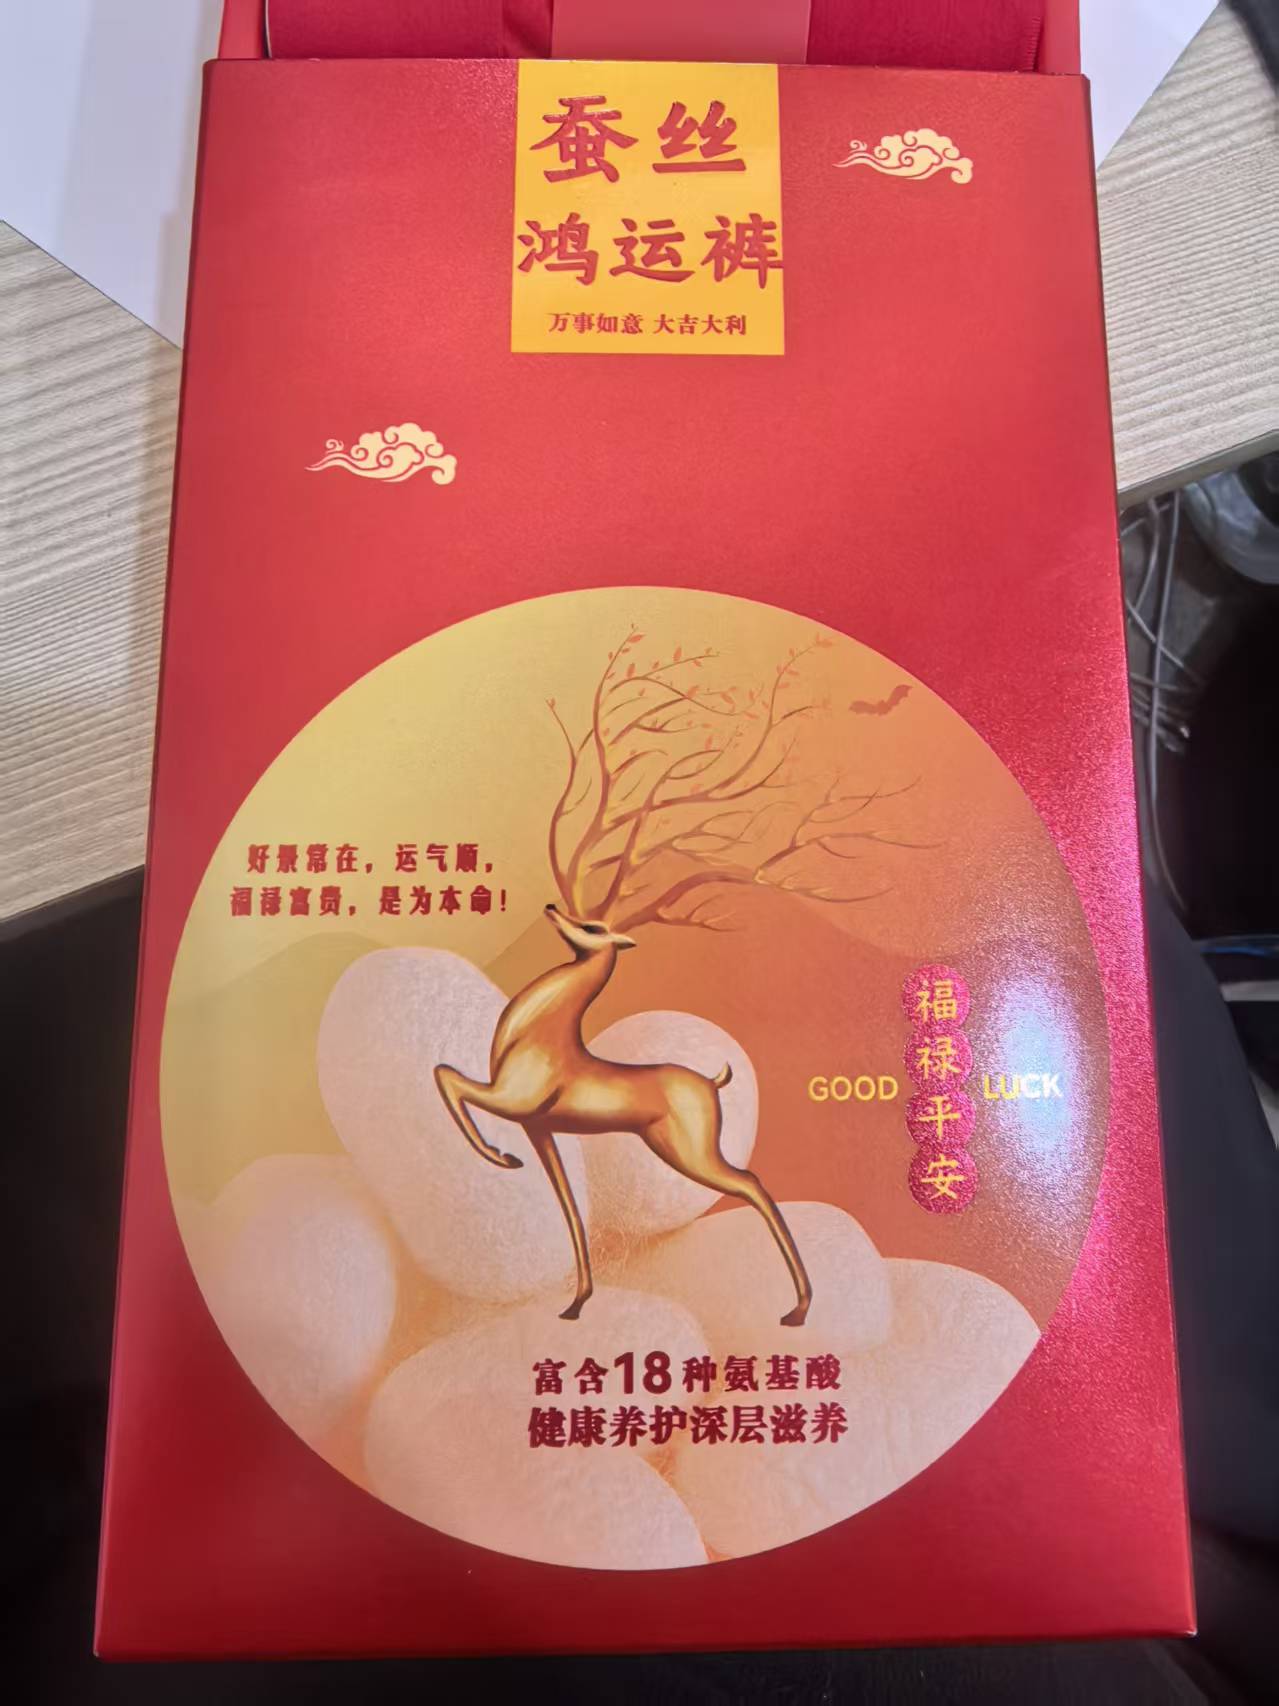 蚕丝
鸿运裤
万事如意 大吉大利
好景常在，运气顺，
福禄富贵，是为本命！
福禄平安
GOOD LUCK
富含18种氨基酸
健康养护深层滋养